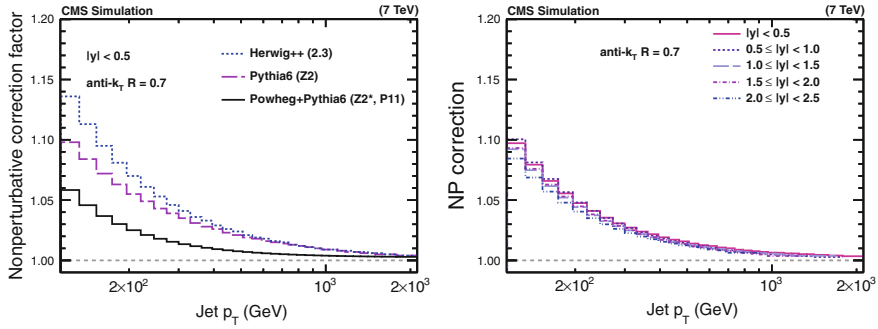 CMS Simulation (7 TeV)
Nonperturbative correction factor
1.20
1.15
1.10
1.05
1.00
|y| < 0.5
anti-k_T R = 0.7
Herwig++ (2.3)
Pythia6 (Z2)
Powheg+Pythia6 (Z2*, P11)
2×10² 10³ 2×10³
Jet p_T (GeV)
CMS Simulation (7 TeV)
NP correction
1.20
1.15
1.10
1.05
1.00
anti-k_T R = 0.7
|y| < 0.5
0.5 ≤ |y| < 1.0
1.0 ≤ |y| < 1.5
1.5 ≤ |y| < 2.0
2.0 ≤ |y| < 2.5
2×10² 10³ 2×10³
Jet p_T (GeV)